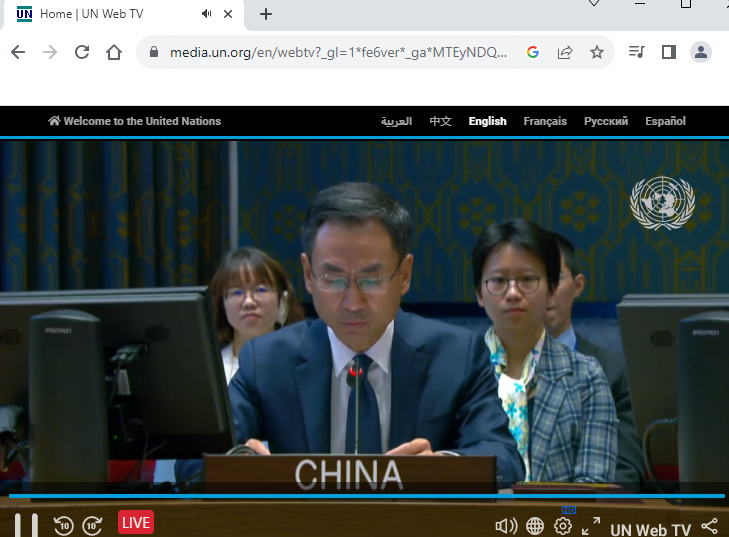 UN Home | UN Web TV
media.un.org/en/webtv?_gl=1*fe6ver*_ga*MTEyNDQ...
Welcome to the United Nations العربية 中文 English Français Русский Español
CHINA
10 10 LIVE HD UN Web TV